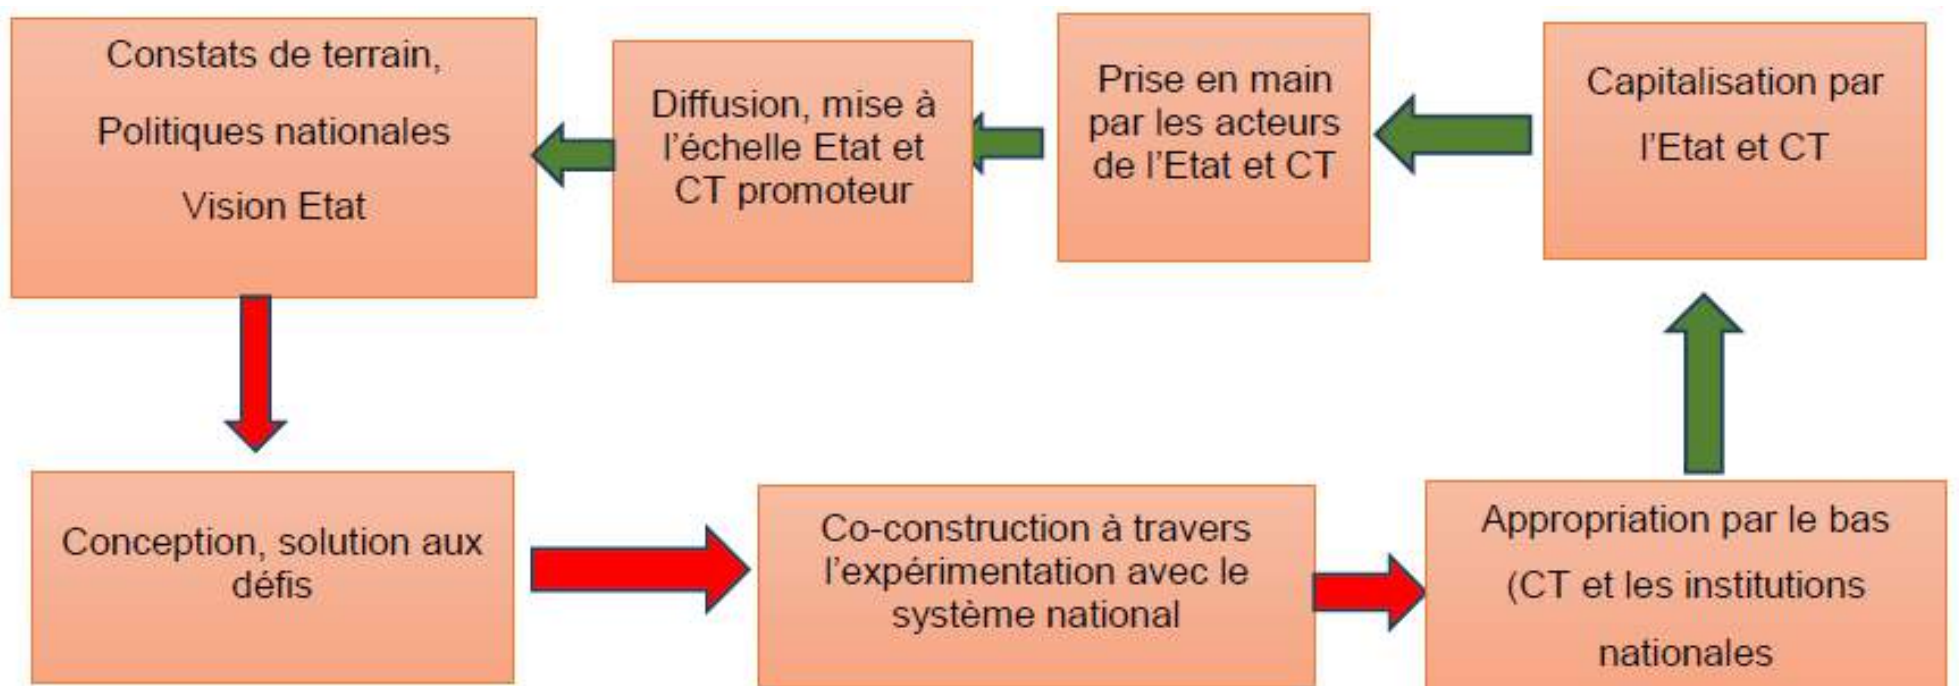 Constats de terrain,
Politiques nationales
Vision Etat
Diffusion, mise à
l’échelle Etat et
CT promoteur
Prise en main
par les acteurs
de l’Etat et CT
Capitalisation par
l’Etat et CT
Conception, solution aux
défis
Co-construction à travers
l’expérimentation avec le
système national
Appropriation par le bas
(CT et les institutions
nationales